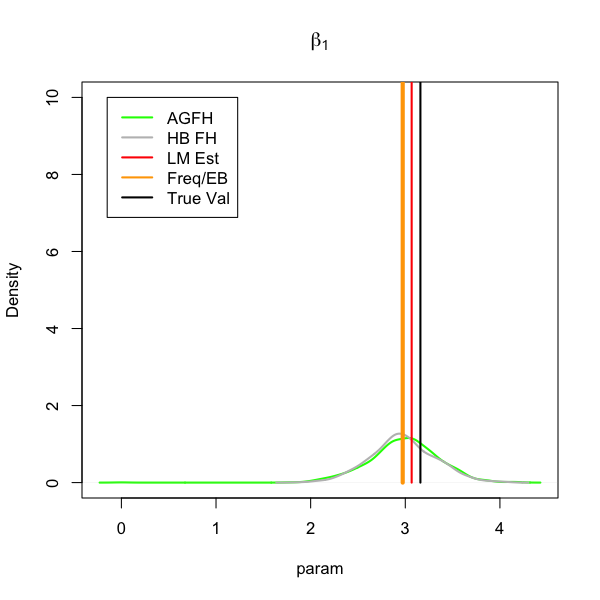 β₁
Density
10
8
6
4
2
0
AGFH
HB FH
LM Est
Freq/EB
True Val
0 1 2 3 4
param